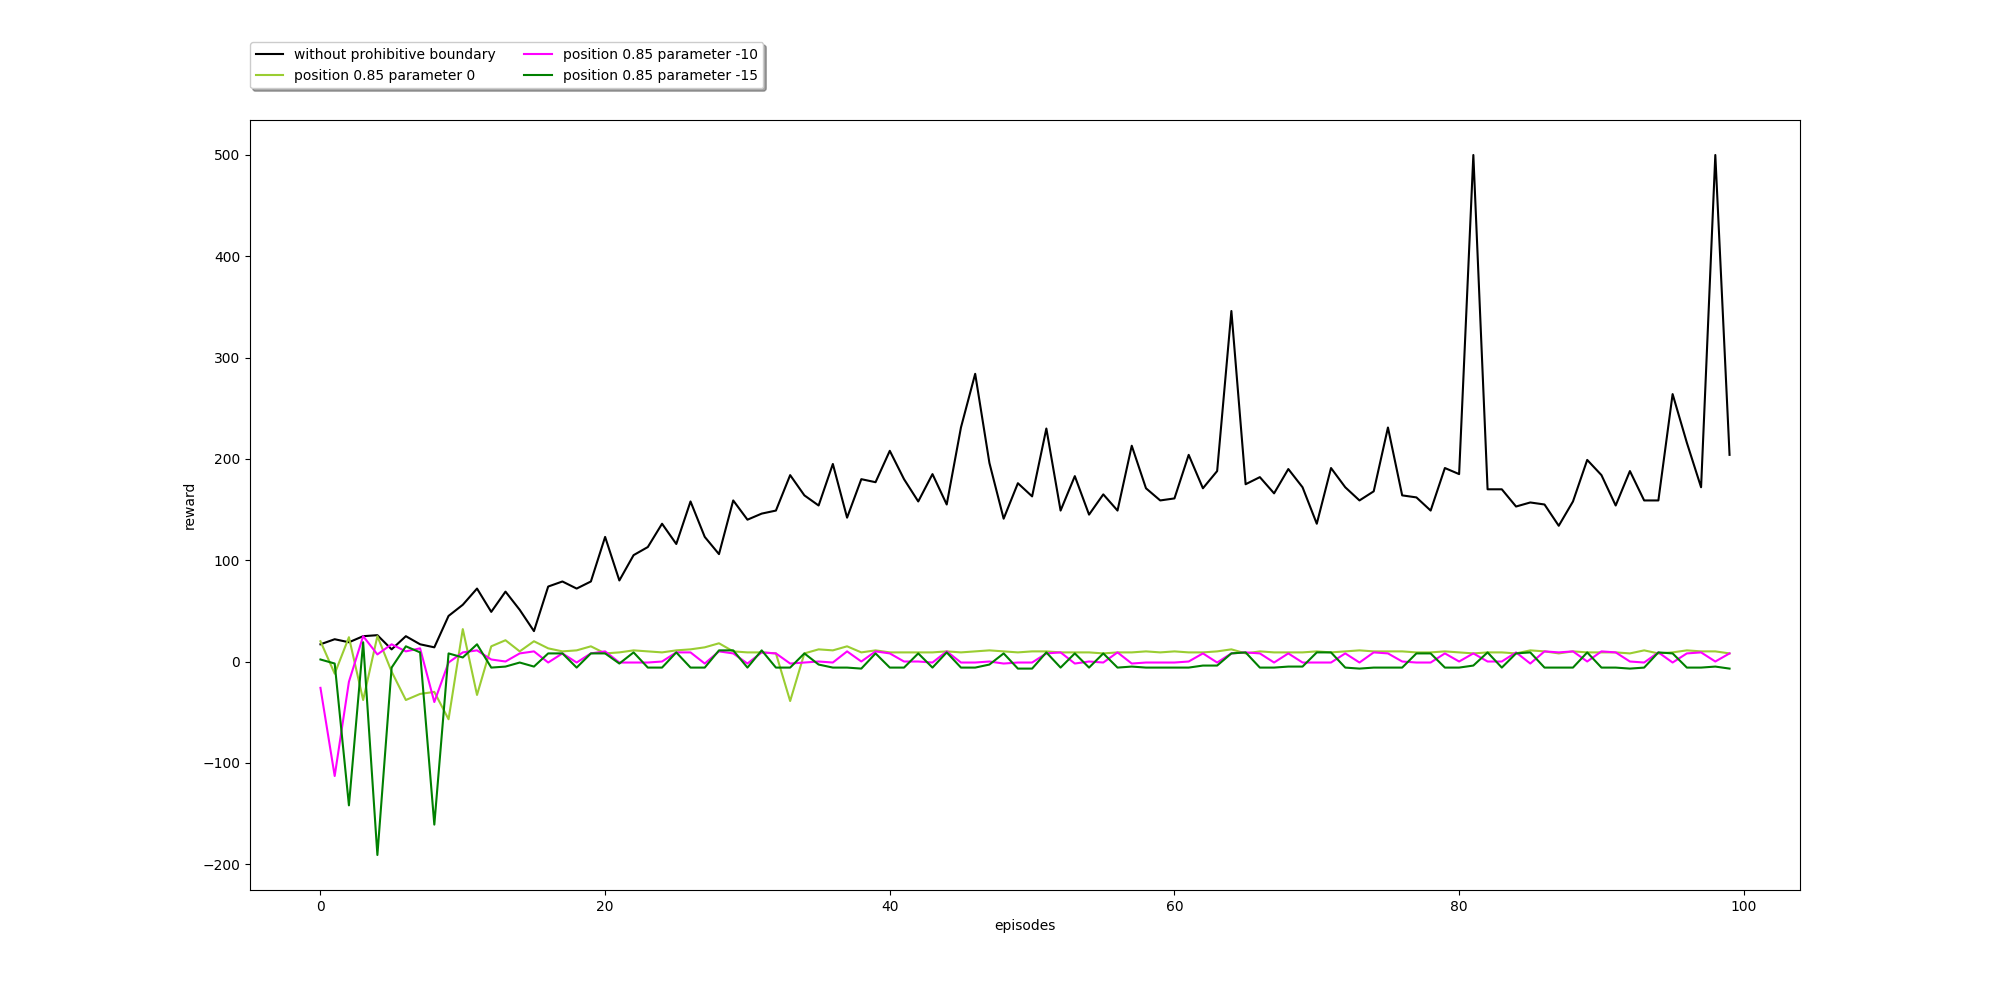 without prohibitive boundary
position 0.85 parameter 0
position 0.85 parameter -10
position 0.85 parameter -15
500
400
300
200
100
0
−100
−200
reward
0 20 40 60 80 100
episodes